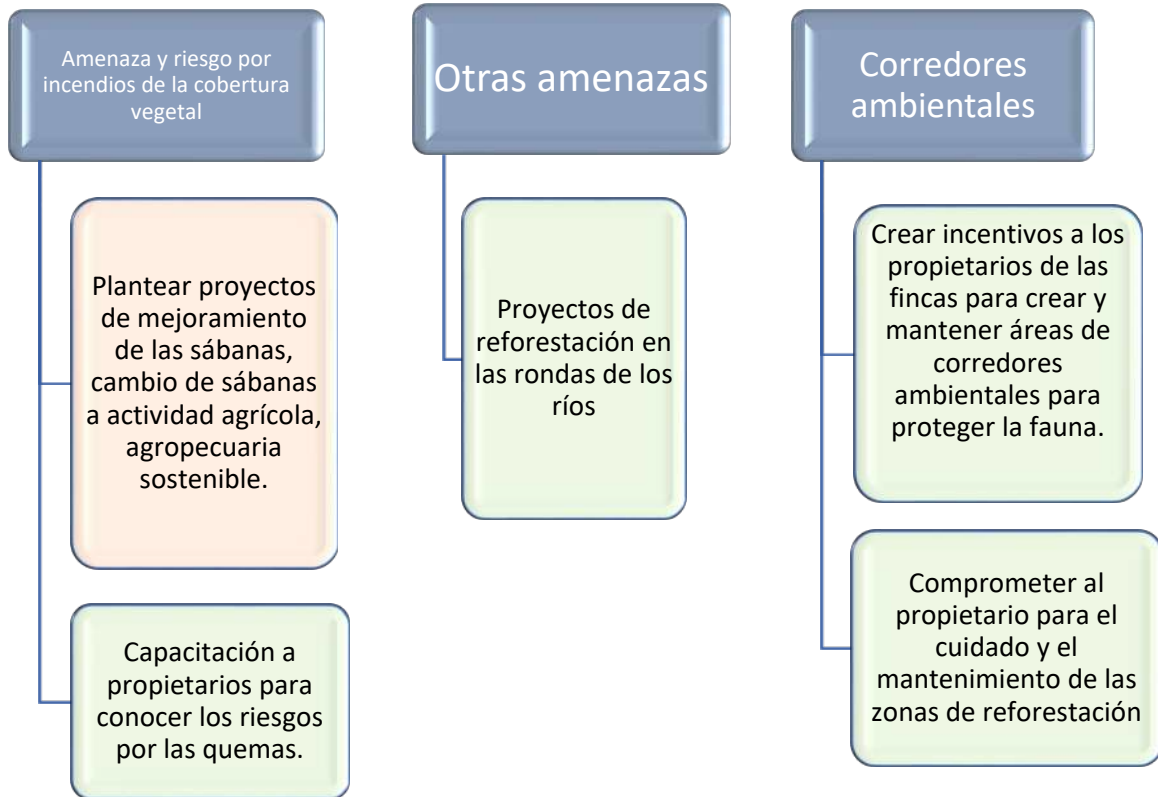 Amenaza y riesgo por
incendios de la cobertura
vegetal
Plantear proyectos
de mejoramiento
de las sábanas,
cambio de sábanas
a actividad agrícola,
agropecuaria
sostenible.
Capacitación a
propietarios para
conocer los riesgos
por las quemas.
Otras amenazas
Proyectos de
reforestación en
las rondas de los
ríos
Corredores
ambientales
Crear incentivos a los
propietarios de las
fincas para crear y
mantener áreas de
corredores
ambientales para
proteger la fauna.
Comprometer al
propietario para el
cuidado y el
mantenimiento de las
zonas de reforestación